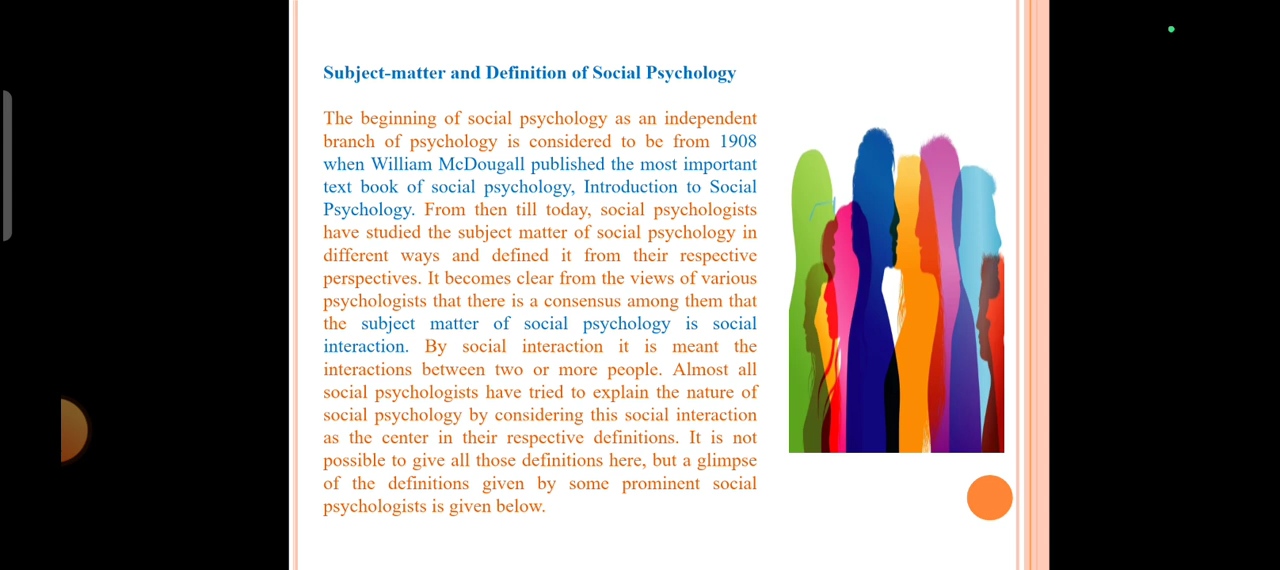 Subject-matter and Definition of Social Psychology
The beginning of social psychology as an independent
branch of psychology is considered to be from 1908
when William McDougall published the most important
text book of social psychology, Introduction to Social
Psychology. From then till today, social psychologists
have studied the subject matter of social psychology in
different ways and defined it from their respective
perspectives. It becomes clear from the views of various
psychologists that there is a consensus among them that
the subject matter of social psychology is social
interaction. By social interaction it is meant the
interactions between two or more people. Almost all
social psychologists have tried to explain the nature of
social psychology by considering this social interaction
as the center in their respective definitions. It is not
possible to give all those definitions here, but a glimpse
of the definitions given by some prominent social
psychologists is given below.